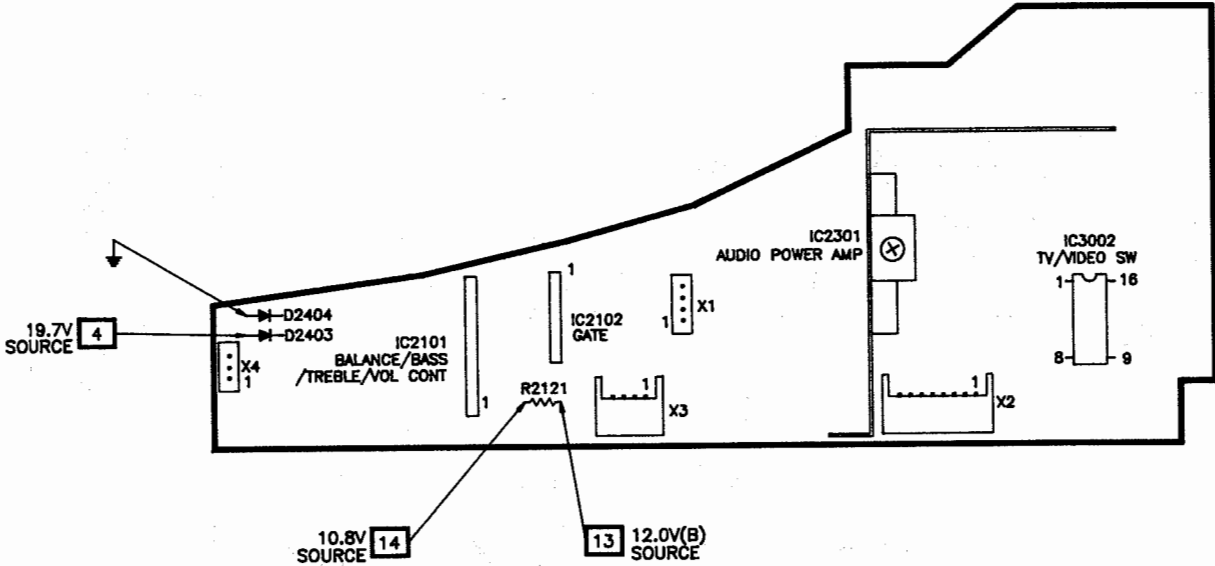 IC2301
AUDIO POWER AMP
IC3002
TV/VIDEO SW
1
16
8
9
1
IC2102
GATE
1
X1
D2404
D2403
19.7V
SOURCE
4
X4
1
IC2101
BALANCE/BASS
/TREBLE/VOL CONT
1
R2121
1
X3
1
X2
10.8V
SOURCE
14
13
12.0V(B)
SOURCE